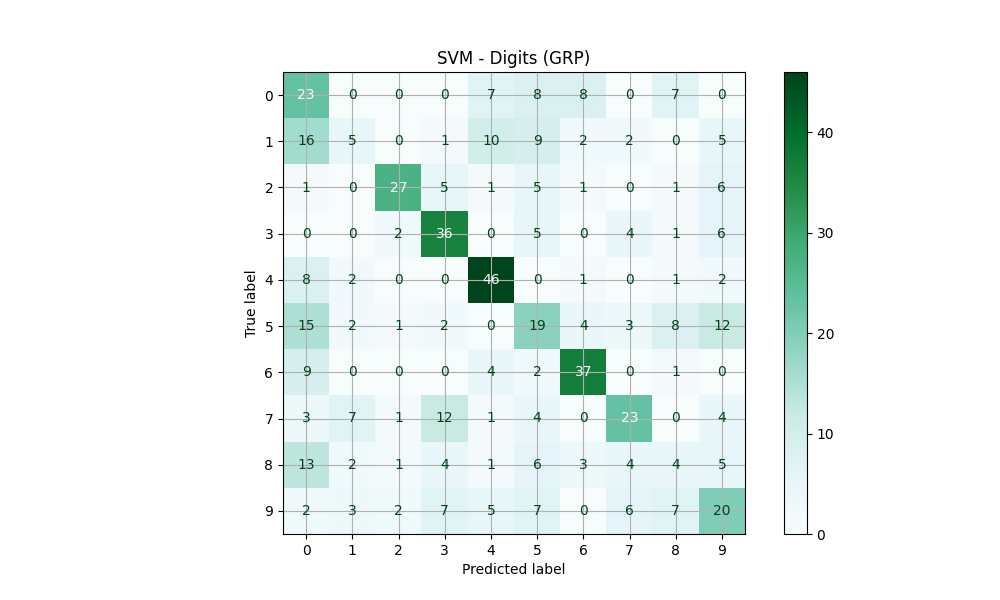 SVM - Digits (GRP)
0 23 0 0 0 7 8 8 0 7 0
1 16 5 0 1 10 9 2 2 0 5
2 1 0 27 5 1 5 1 0 1 6
3 0 0 2 36 0 5 0 4 1 6
4 8 2 0 0 46 0 1 0 1 2
5 15 2 1 2 0 19 4 3 8 12
6 9 0 0 0 4 2 37 0 1 0
7 3 7 1 12 1 4 0 23 0 4
8 13 2 1 4 1 6 3 4 4 5
9 2 3 2 7 5 7 0 6 7 20
0 1 2 3 4 5 6 7 8 9
Predicted label
True label
40
30
20
10
0